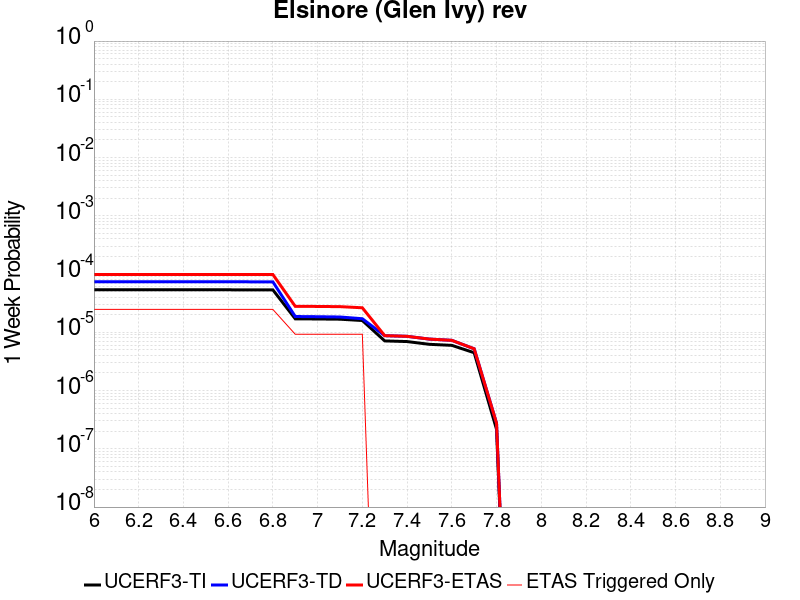 Elsinore (Glen Ivy) rev
10^0
10^-1
10^-2
10^-3
10^-4
10^-5
10^-6
10^-7
10^-8
1 Week Probability
6 6.2 6.4 6.6 6.8 7 7.2 7.4 7.6 7.8 8 8.2 8.4 8.6 8.8 9
Magnitude
UCERF3-TI UCERF3-TD UCERF3-ETAS ETAS Triggered Only